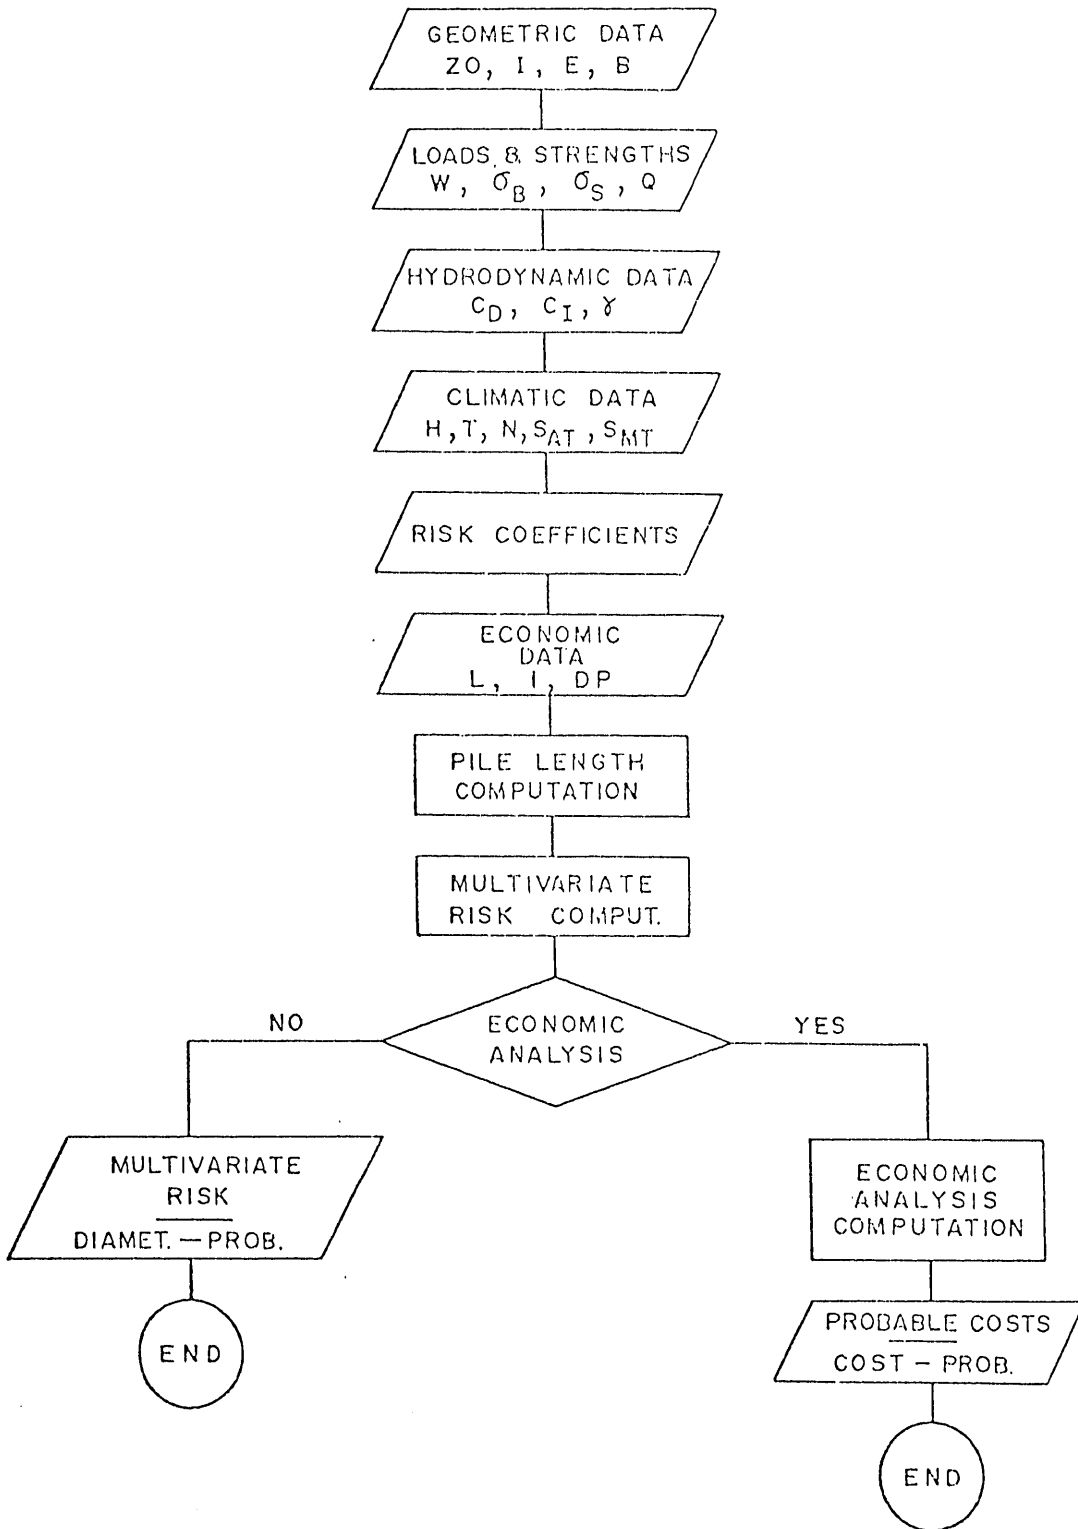 GEOMETRIC DATA
ZO, I, E, B
LOADS & STRENGTHS
W, σB, σS, Q
HYDRODYNAMIC DATA
CD, CI, γ
CLIMATIC DATA
H, T, N, SAT, SMT
RISK COEFFICIENTS
ECONOMIC
DATA
L, I, DP
PILE LENGTH
COMPUTATION
MULTIVARIATE
RISK COMPUT.
ECONOMIC
ANALYSIS
NO
YES
MULTIVARIATE
RISK
DIAMET. — PROB.
END
ECONOMIC
ANALYSIS
COMPUTATION
PROBABLE COSTS
COST — PROB.
END